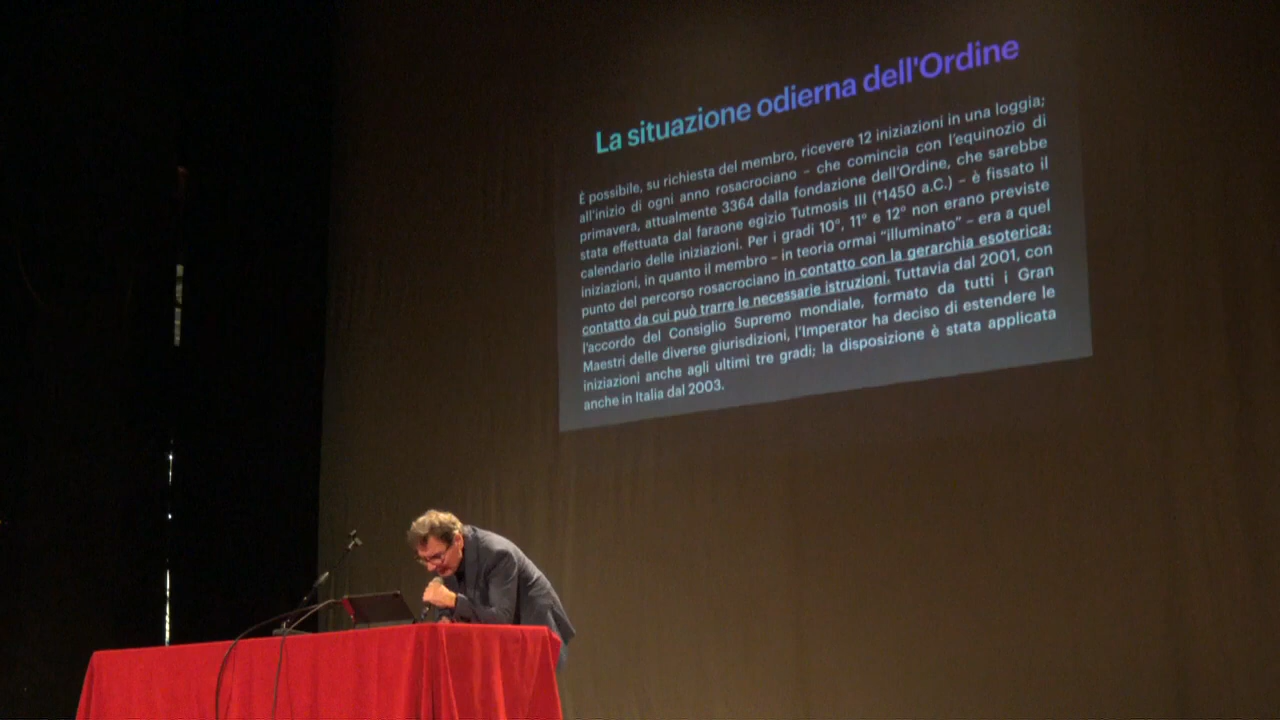 La situazione odierna dell'Ordine
È possibile, su richiesta del membro, ricevere 12 iniziazioni in una loggia;
all'inizio di ogni anno rosacrociano – che comincia con l'equinozio di
primavera, attualmente 3364 dalla fondazione dell'Ordine, che sarebbe
stata effettuata dal faraone egizio Tutmosis III (†1450 a.C.) – è fissato il
calendario delle iniziazioni. Per i gradi 10°, 11° e 12° non erano previste
iniziazioni, in quanto il membro – in teoria ormai “illuminato” – era a quel
punto del percorso rosacrociano in contatto con la gerarchia esoterica:
contatto da cui può trarre le necessarie istruzioni. Tuttavia dal 2001, con
l'accordo del Consiglio Supremo mondiale, formato da tutti i Gran
Maestri delle diverse giurisdizioni, l'Imperator ha deciso di estendere le
iniziazioni anche agli ultimi tre gradi; la disposizione è stata applicata
anche in Italia dal 2003.